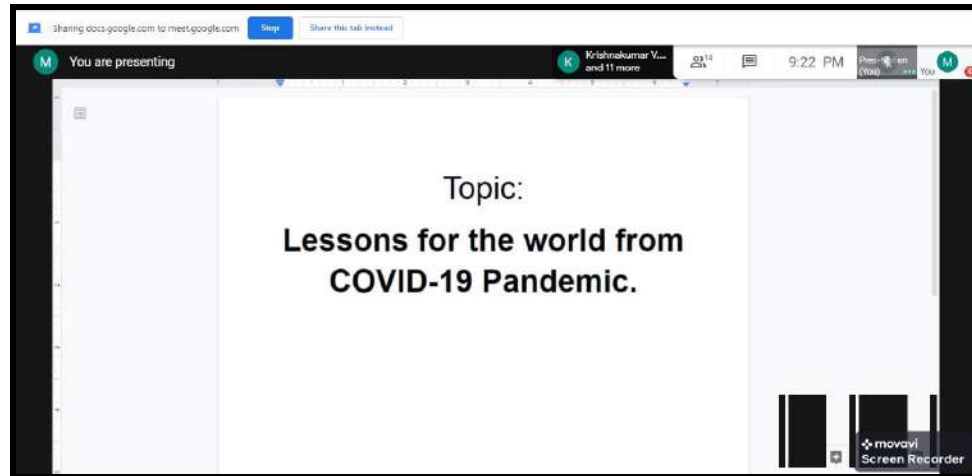 Sharing docs.google.com to meet.google.com Stop Share this tab instead
M You are presenting
K Krishnakumar V...
and 11 more
14
9:22 PM
(You)
You
M
Topic:
Lessons for the world from
COVID-19 Pandemic.
movavi
Screen Recorder